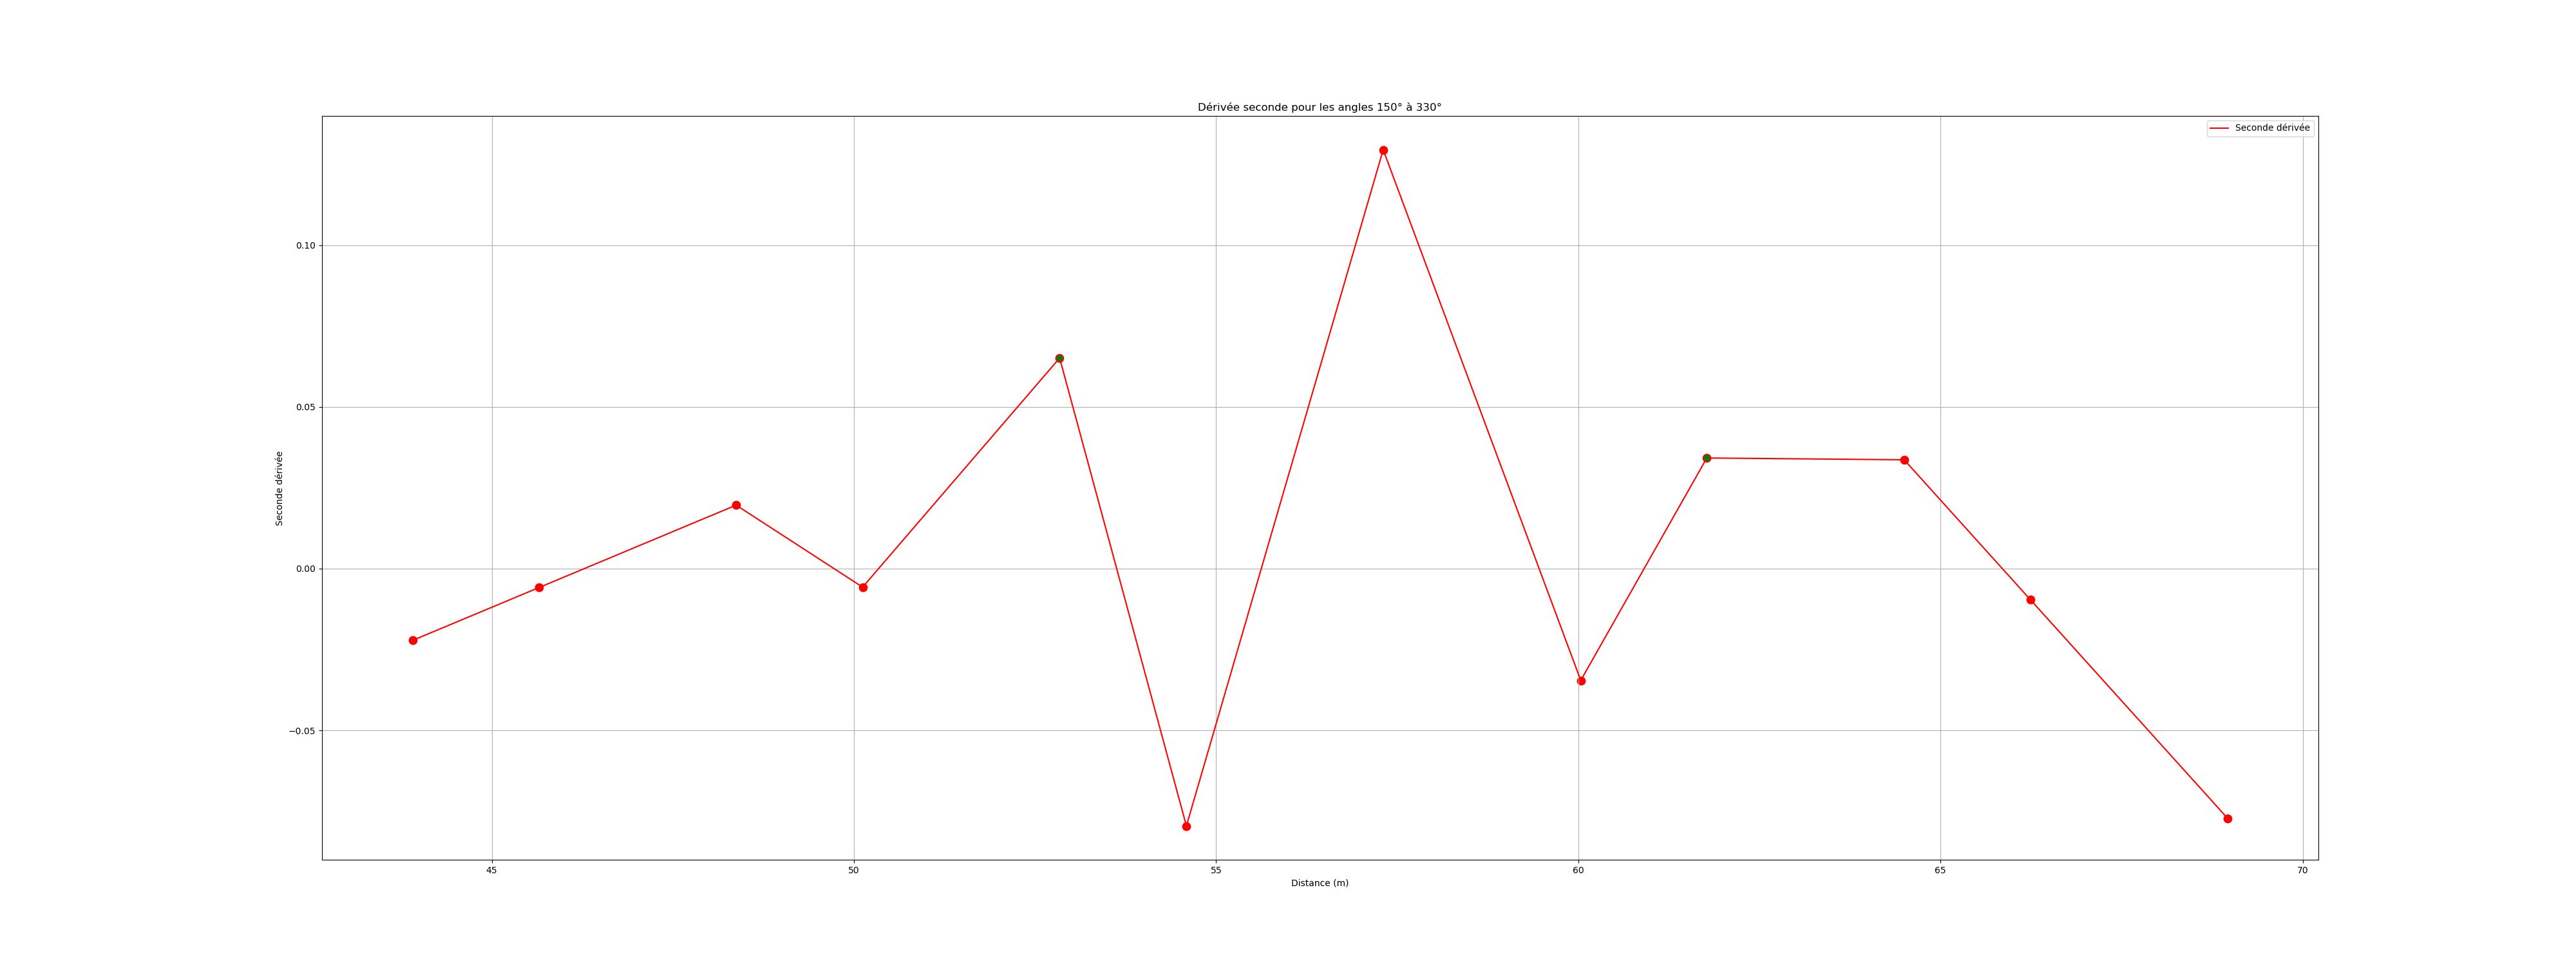 Dérivée seconde pour les angles 150° à 330°
Seconde dérivée
0.10
0.05
0.00
−0.05
Seconde dérivée
45
50
55
60
65
70
Distance (m)